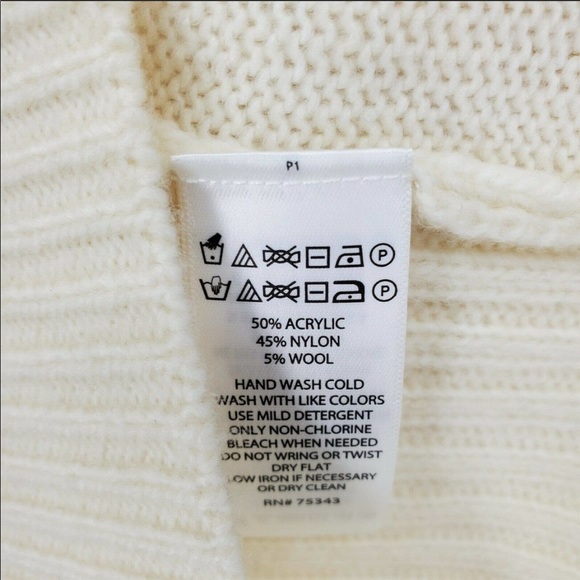 P1
P
P
50% ACRYLIC
45% NYLON
5% WOOL
HAND WASH COLD
WASH WITH LIKE COLORS
USE MILD DETERGENT
ONLY NON-CHLORINE
BLEACH WHEN NEEDED
DO NOT WRING OR TWIST
DRY FLAT
LOW IRON IF NECESSARY
OR DRY CLEAN
RN# 75343